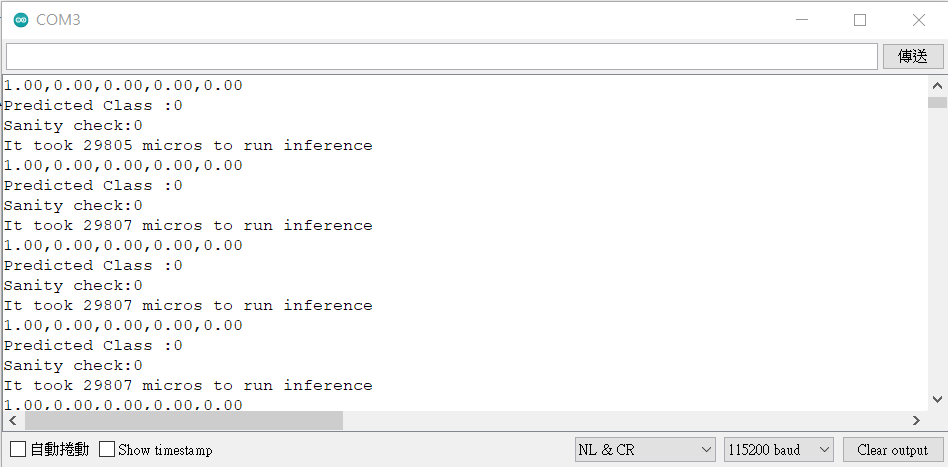 COM3
傳送
1.00,0.00,0.00,0.00,0.00
Predicted Class :0
Sanity check:0
It took 29805 micros to run inference
1.00,0.00,0.00,0.00,0.00
Predicted Class :0
Sanity check:0
It took 29807 micros to run inference
1.00,0.00,0.00,0.00,0.00
Predicted Class :0
Sanity check:0
It took 29807 micros to run inference
1.00,0.00,0.00,0.00,0.00
Predicted Class :0
Sanity check:0
It took 29807 micros to run inference
1.00,0.00,0.00,0.00,0.00
自動捲動 Show timestamp NL & CR 115200 baud Clear output